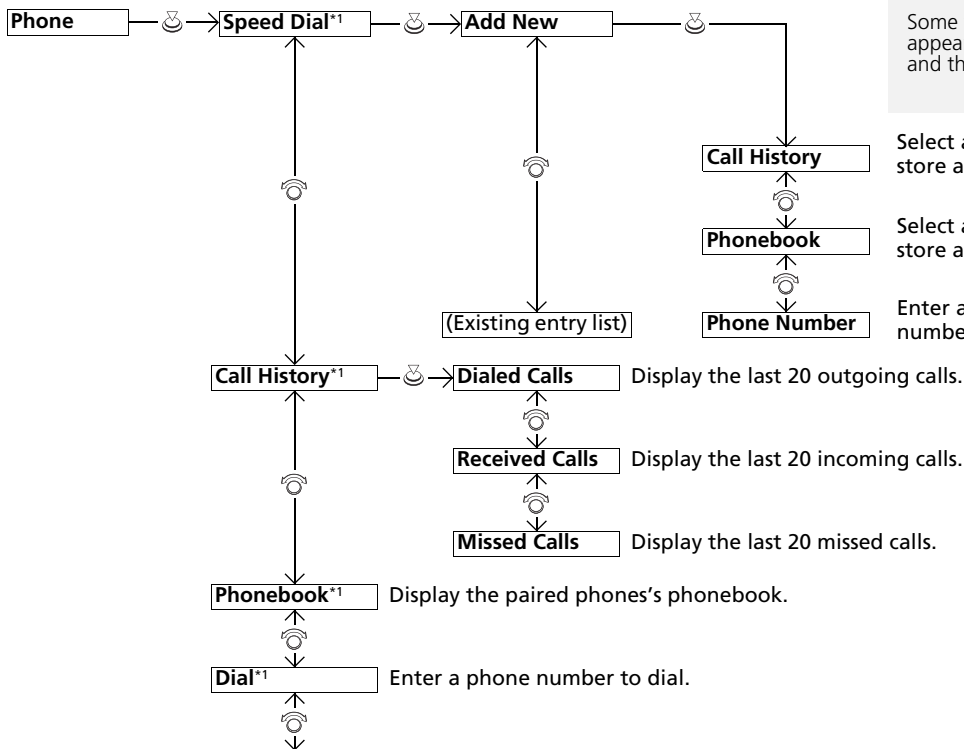 Phone
Speed Dial*1
Add New
Some
appea
and th
Call History
Select a
store a
Phonebook
Select a
store a
(Existing entry list)
Phone Number
Enter a
numbe
Call History*1
Dialed Calls
Display the last 20 outgoing calls.
Received Calls
Display the last 20 incoming calls.
Missed Calls
Display the last 20 missed calls.
Phonebook*1
Display the paired phones's phonebook.
Dial*1
Enter a phone number to dial.